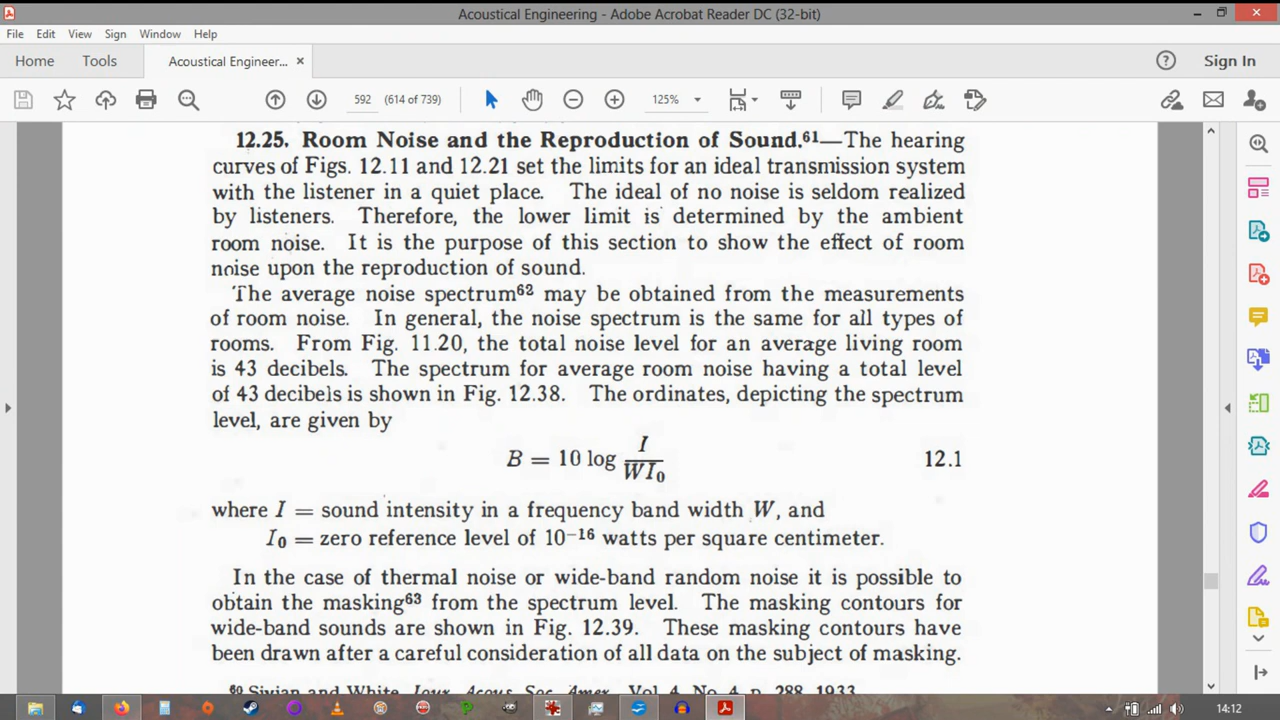 Acoustical Engineering - Adobe Acrobat Reader DC (32-bit)
File Edit View Sign Window Help
Home Tools Acoustical Engineer... × Sign In
592 (614 of 739) 125%
12.25. Room Noise and the Reproduction of Sound.⁶¹—The hearing
curves of Figs. 12.11 and 12.21 set the limits for an ideal transmission system
with the listener in a quiet place. The ideal of no noise is seldom realized
by listeners. Therefore, the lower limit is determined by the ambient
room noise. It is the purpose of this section to show the effect of room
noise upon the reproduction of sound.
The average noise spectrum⁶² may be obtained from the measurements
of room noise. In general, the noise spectrum is the same for all types of
rooms. From Fig. 11.20, the total noise level for an average living room
is 43 decibels. The spectrum for average room noise having a total level
of 43 decibels is shown in Fig. 12.38. The ordinates, depicting the spectrum
level, are given by
B = 10 log I/WI₀ 12.1
where I = sound intensity in a frequency band width W, and
I₀ = zero reference level of 10⁻¹⁶ watts per square centimeter.
In the case of thermal noise or wide-band random noise it is possible to
obtain the masking⁶³ from the spectrum level. The masking contours for
wide-band sounds are shown in Fig. 12.39. These masking contours have
been drawn after a careful consideration of all data on the subject of masking.
⁶⁰ Sivian and White, Jour. Acous. Soc. Amer., Vol. 4, No. 4, p. 288, 1933.
14:12